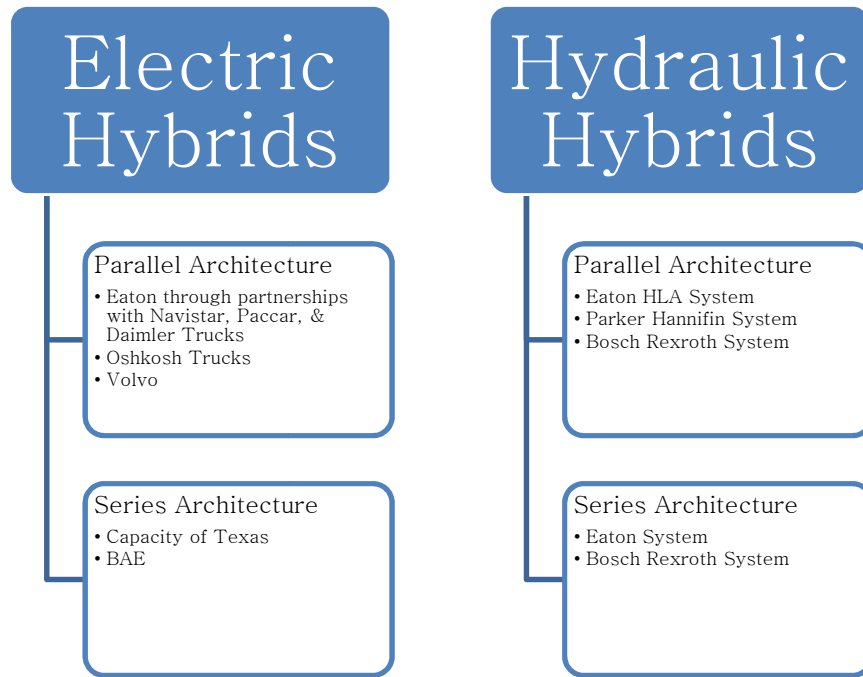 Electric
Hybrids
Parallel Architecture
• Eaton through partnerships
with Navistar, Paccar, &
Daimler Trucks
• Oshkosh Trucks
• Volvo
Series Architecture
• Capacity of Texas
• BAE
Hydraulic
Hybrids
Parallel Architecture
• Eaton HLA System
• Parker Hannifin System
• Bosch Rexroth System
Series Architecture
• Eaton System
• Bosch Rexroth System